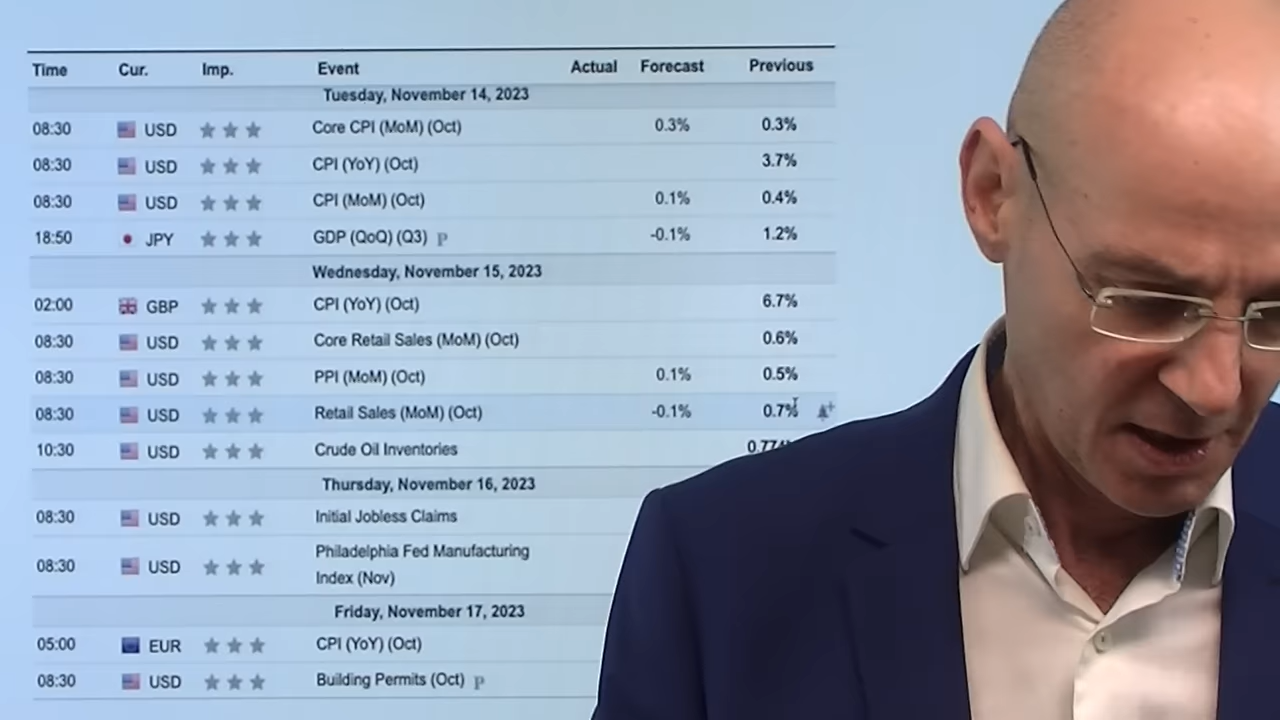 Time Cur. Imp. Event Actual Forecast Previous
Tuesday, November 14, 2023
08:30 USD Core CPI (MoM) (Oct) 0.3% 0.3%
08:30 USD CPI (YoY) (Oct) 3.7%
08:30 USD CPI (MoM) (Oct) 0.1% 0.4%
18:50 JPY GDP (QoQ) (Q3) P -0.1% 1.2%
Wednesday, November 15, 2023
02:00 GBP CPI (YoY) (Oct) 6.7%
08:30 USD Core Retail Sales (MoM) (Oct) 0.6%
08:30 USD PPI (MoM) (Oct) 0.1% 0.5%
08:30 USD Retail Sales (MoM) (Oct) -0.1% 0.7%
10:30 USD Crude Oil Inventories
Thursday, November 16, 2023
08:30 USD Initial Jobless Claims
08:30 USD Philadelphia Fed Manufacturing
Index (Nov)
Friday, November 17, 2023
05:00 EUR CPI (YoY) (Oct)
08:30 USD Building Permits (Oct) P